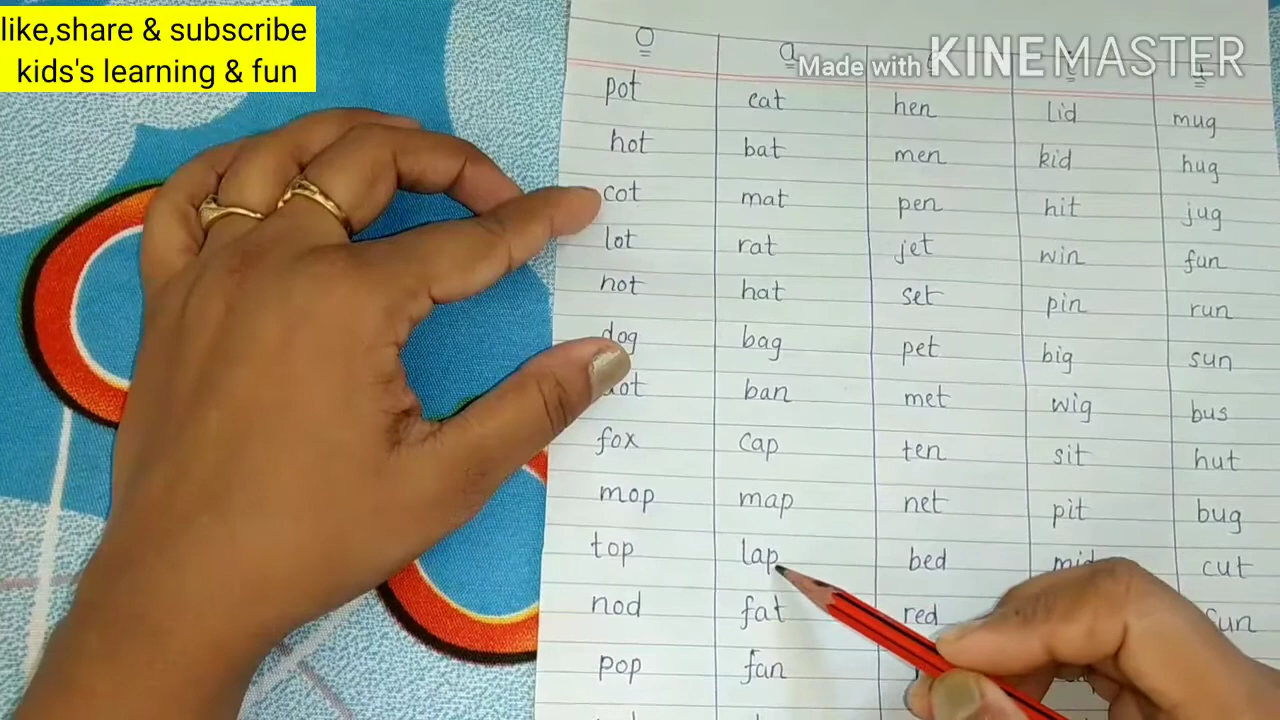 like,share & subscribe
kids's learning & fun
Made with KINEMASTER
o a
pot cat hen lid mug
hot bat men kid hug
cot mat pen hit jug
lot rat jet win fun
not hat set pin run
dog bag pet big sun
ban met wig bus
fox cap ten sit hut
mop map net pit bug
top lap bed mid cut
nod fat red
pop fan